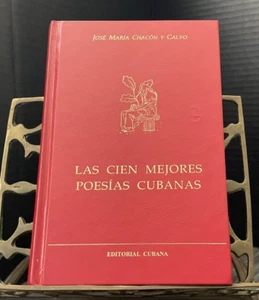 JOSÉ MARÍA CHACÓN Y CALVO
LAS CIEN MEJORES
POESÍAS CUBANAS
EDITORIAL CUBANA